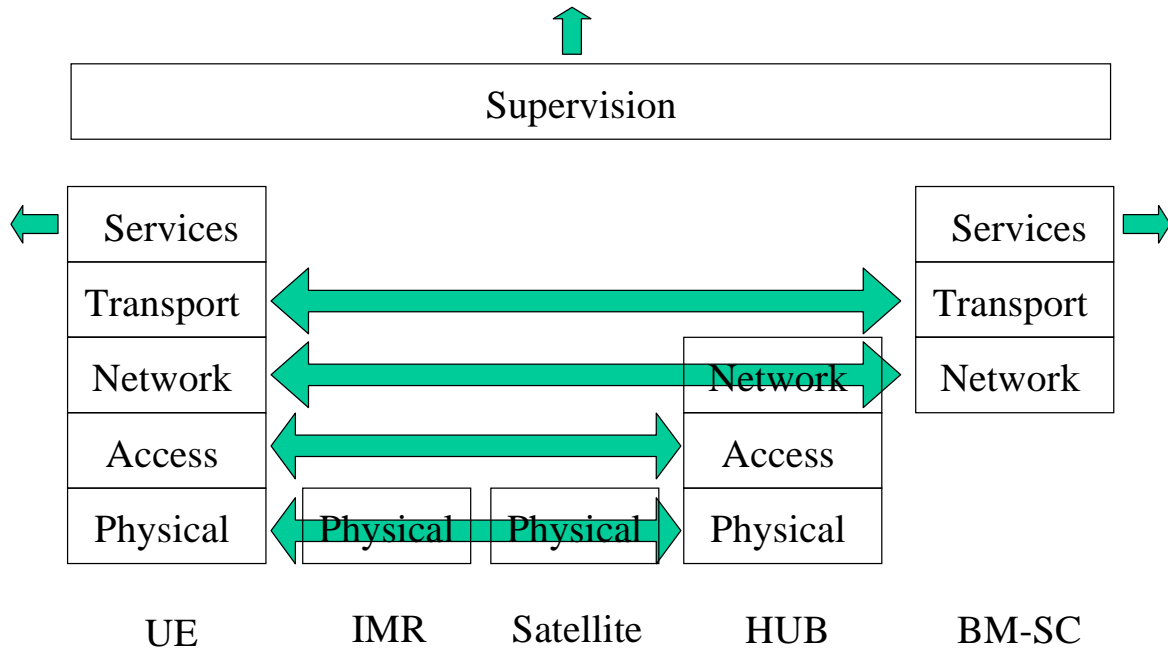 Supervision
Services
Services
Transport
Transport
Network
Network
Network
Access
Access
Physical
Physical
Physical
Physical
UE
IMR
Satellite
HUB
BM-SC